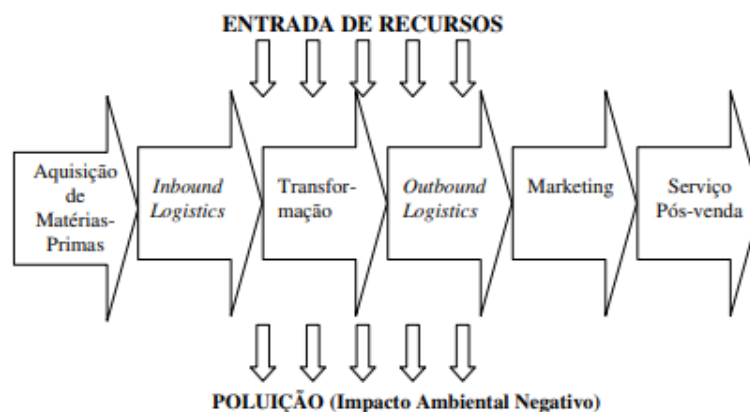 ENTRADA DE RECURSOS
Aquisição
de
Matérias-
Primas
Inbound
Logistics
Transfor-
mação
Outbound
Logistics
Marketing
Serviço
Pós-venda
POLUIÇÃO (Impacto Ambiental Negativo)